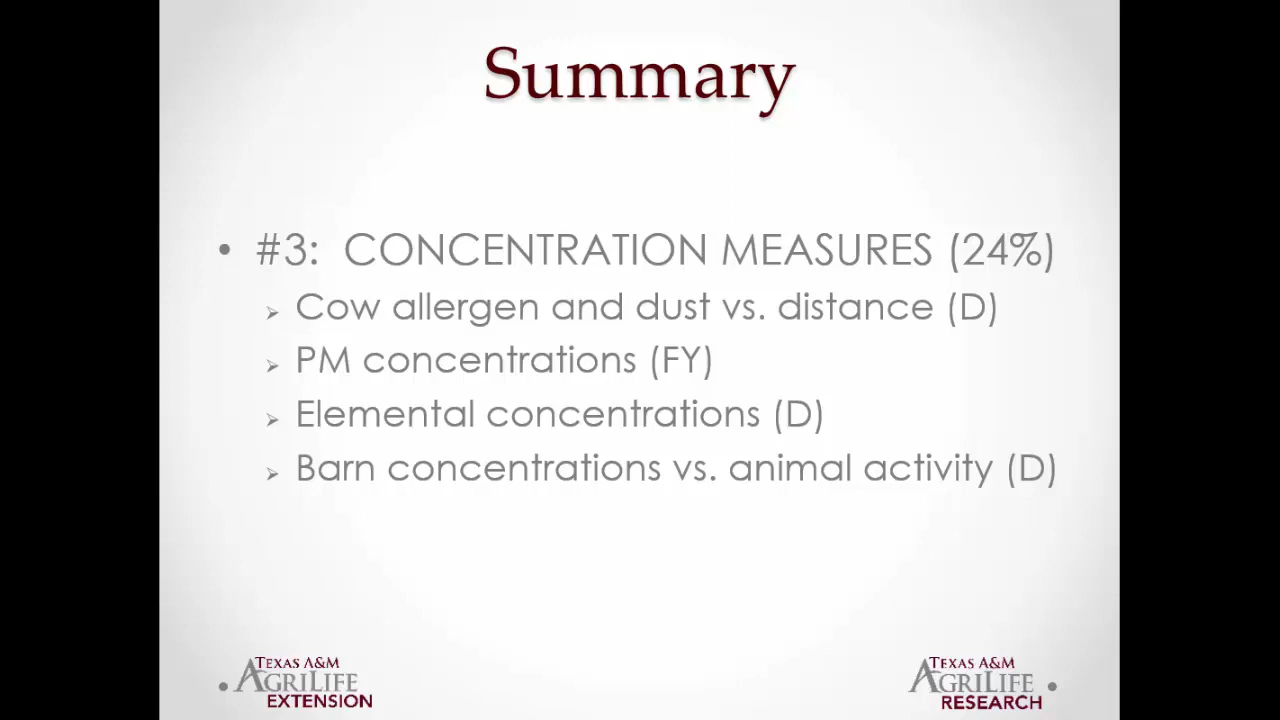 Summary
• #3: CONCENTRATION MEASURES (24%)
➢ Cow allergen and dust vs. distance (D)
➢ PM concentrations (FY)
➢ Elemental concentrations (D)
➢ Barn concentrations vs. animal activity (D)
TEXAS A&M
AGRILIFE
EXTENSION
TEXAS A&M
AGRILIFE
RESEARCH